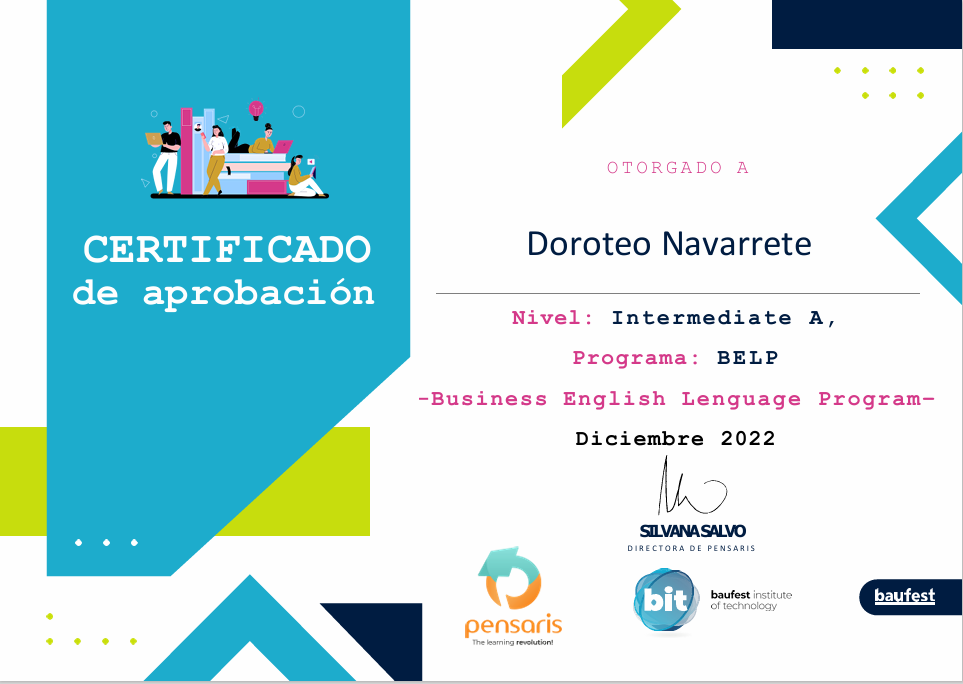 CERTIFICADO
de aprobación
OTORGADO A
Doroteo Navarrete
Nivel: Intermediate A,
Programa: BELP
-Business English Lenguage Program-
Diciembre 2022
SILVANA SALVO
DIRECTORA DE PENSARIS
pensaris
The learning revolution!
bit
baufest institute
of technology
baufest